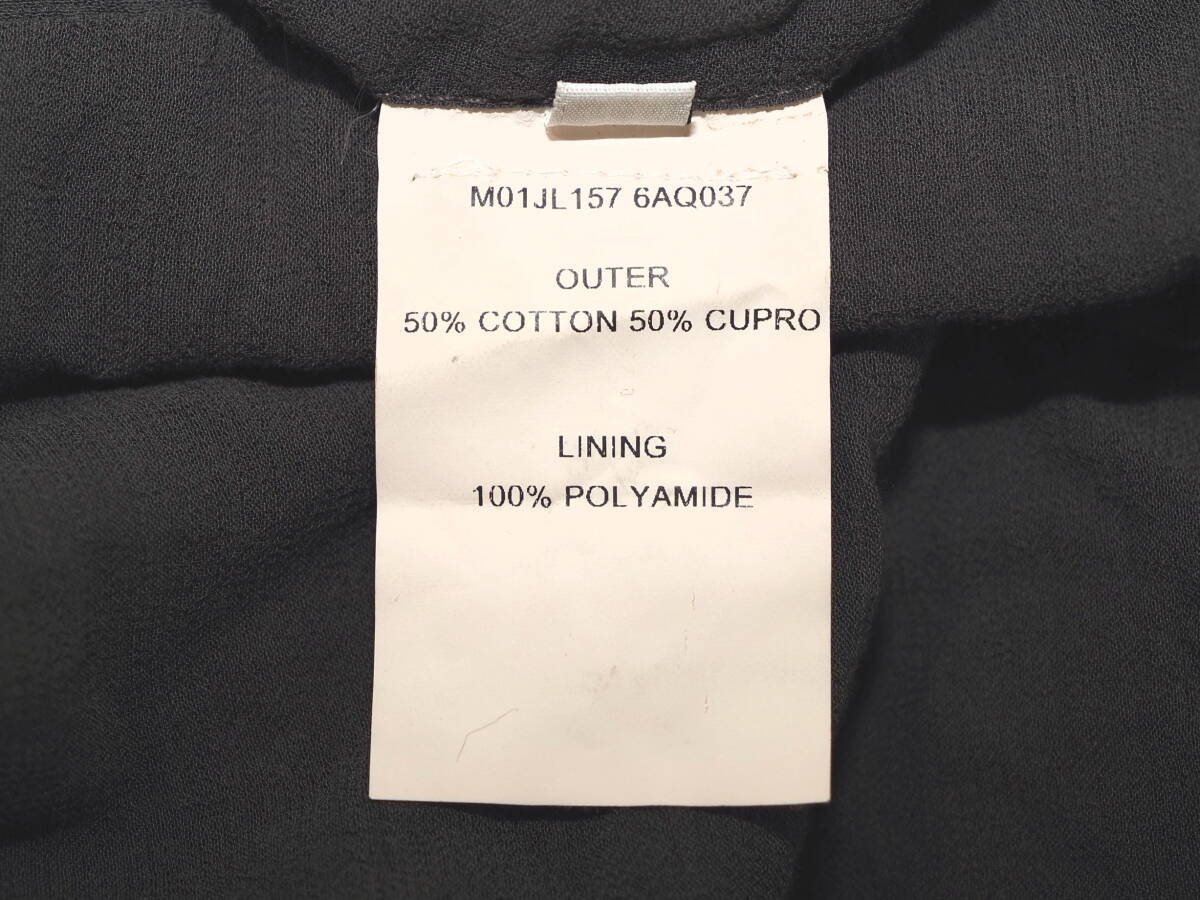 M01JL157 6AQ037
OUTER
50% COTTON 50% CUPRO
LINING
100% POLYAMIDE